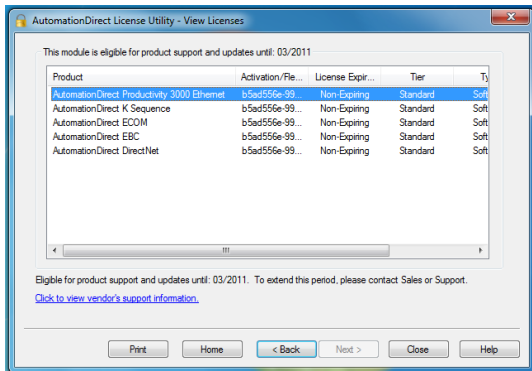 AutomationDirect License Utility - View Licenses
This module is eligible for product support and updates until: 03/2011
Product Activation/Fle... License Expir... Tier Ty
AutomationDirect Productivity 3000 Ethernet b5ad556e-99... Non-Expiring Standard Soft
AutomationDirect K Sequence b5ad556e-99... Non-Expiring Standard Soft
AutomationDirect ECOM b5ad556e-99... Non-Expiring Standard Soft
AutomationDirect EBC b5ad556e-99... Non-Expiring Standard Soft
AutomationDirect DirectNet b5ad556e-99... Non-Expiring Standard Soft
Eligible for product support and updates until: 03/2011. To extend this period, please contact Sales or Support.
Click to view vendor's support information.
Print Home < Back Next > Close Help